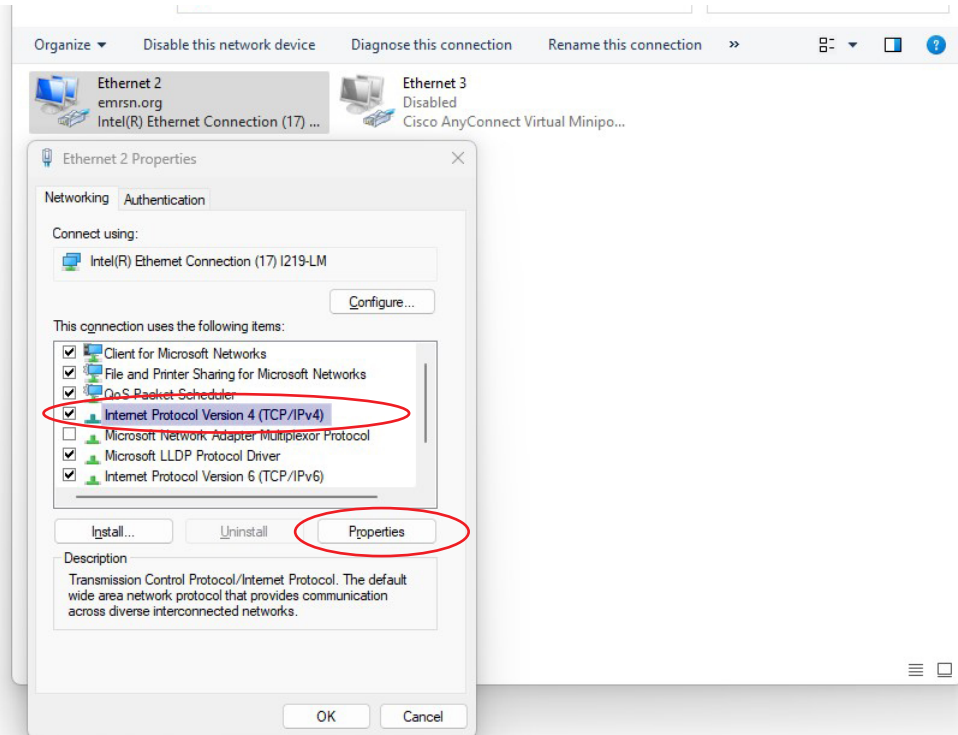 Organize Disable this network device Diagnose this connection Rename this connection »
Ethernet 2
emrsn.org
Intel(R) Ethernet Connection (17) ...
Ethernet 3
Disabled
Cisco AnyConnect Virtual Minipo...
Ethernet 2 Properties
Networking Authentication
Connect using:
Intel(R) Ethernet Connection (17) I219-LM
Configure...
This connection uses the following items:
Client for Microsoft Networks
File and Printer Sharing for Microsoft Networks
QoS Packet Scheduler
Internet Protocol Version 4 (TCP/IPv4)
Microsoft Network Adapter Multiplexor Protocol
Microsoft LLDP Protocol Driver
Internet Protocol Version 6 (TCP/IPv6)
Install... Uninstall Properties
Description
Transmission Control Protocol/Internet Protocol. The default
wide area network protocol that provides communication
across diverse interconnected networks.
OK Cancel